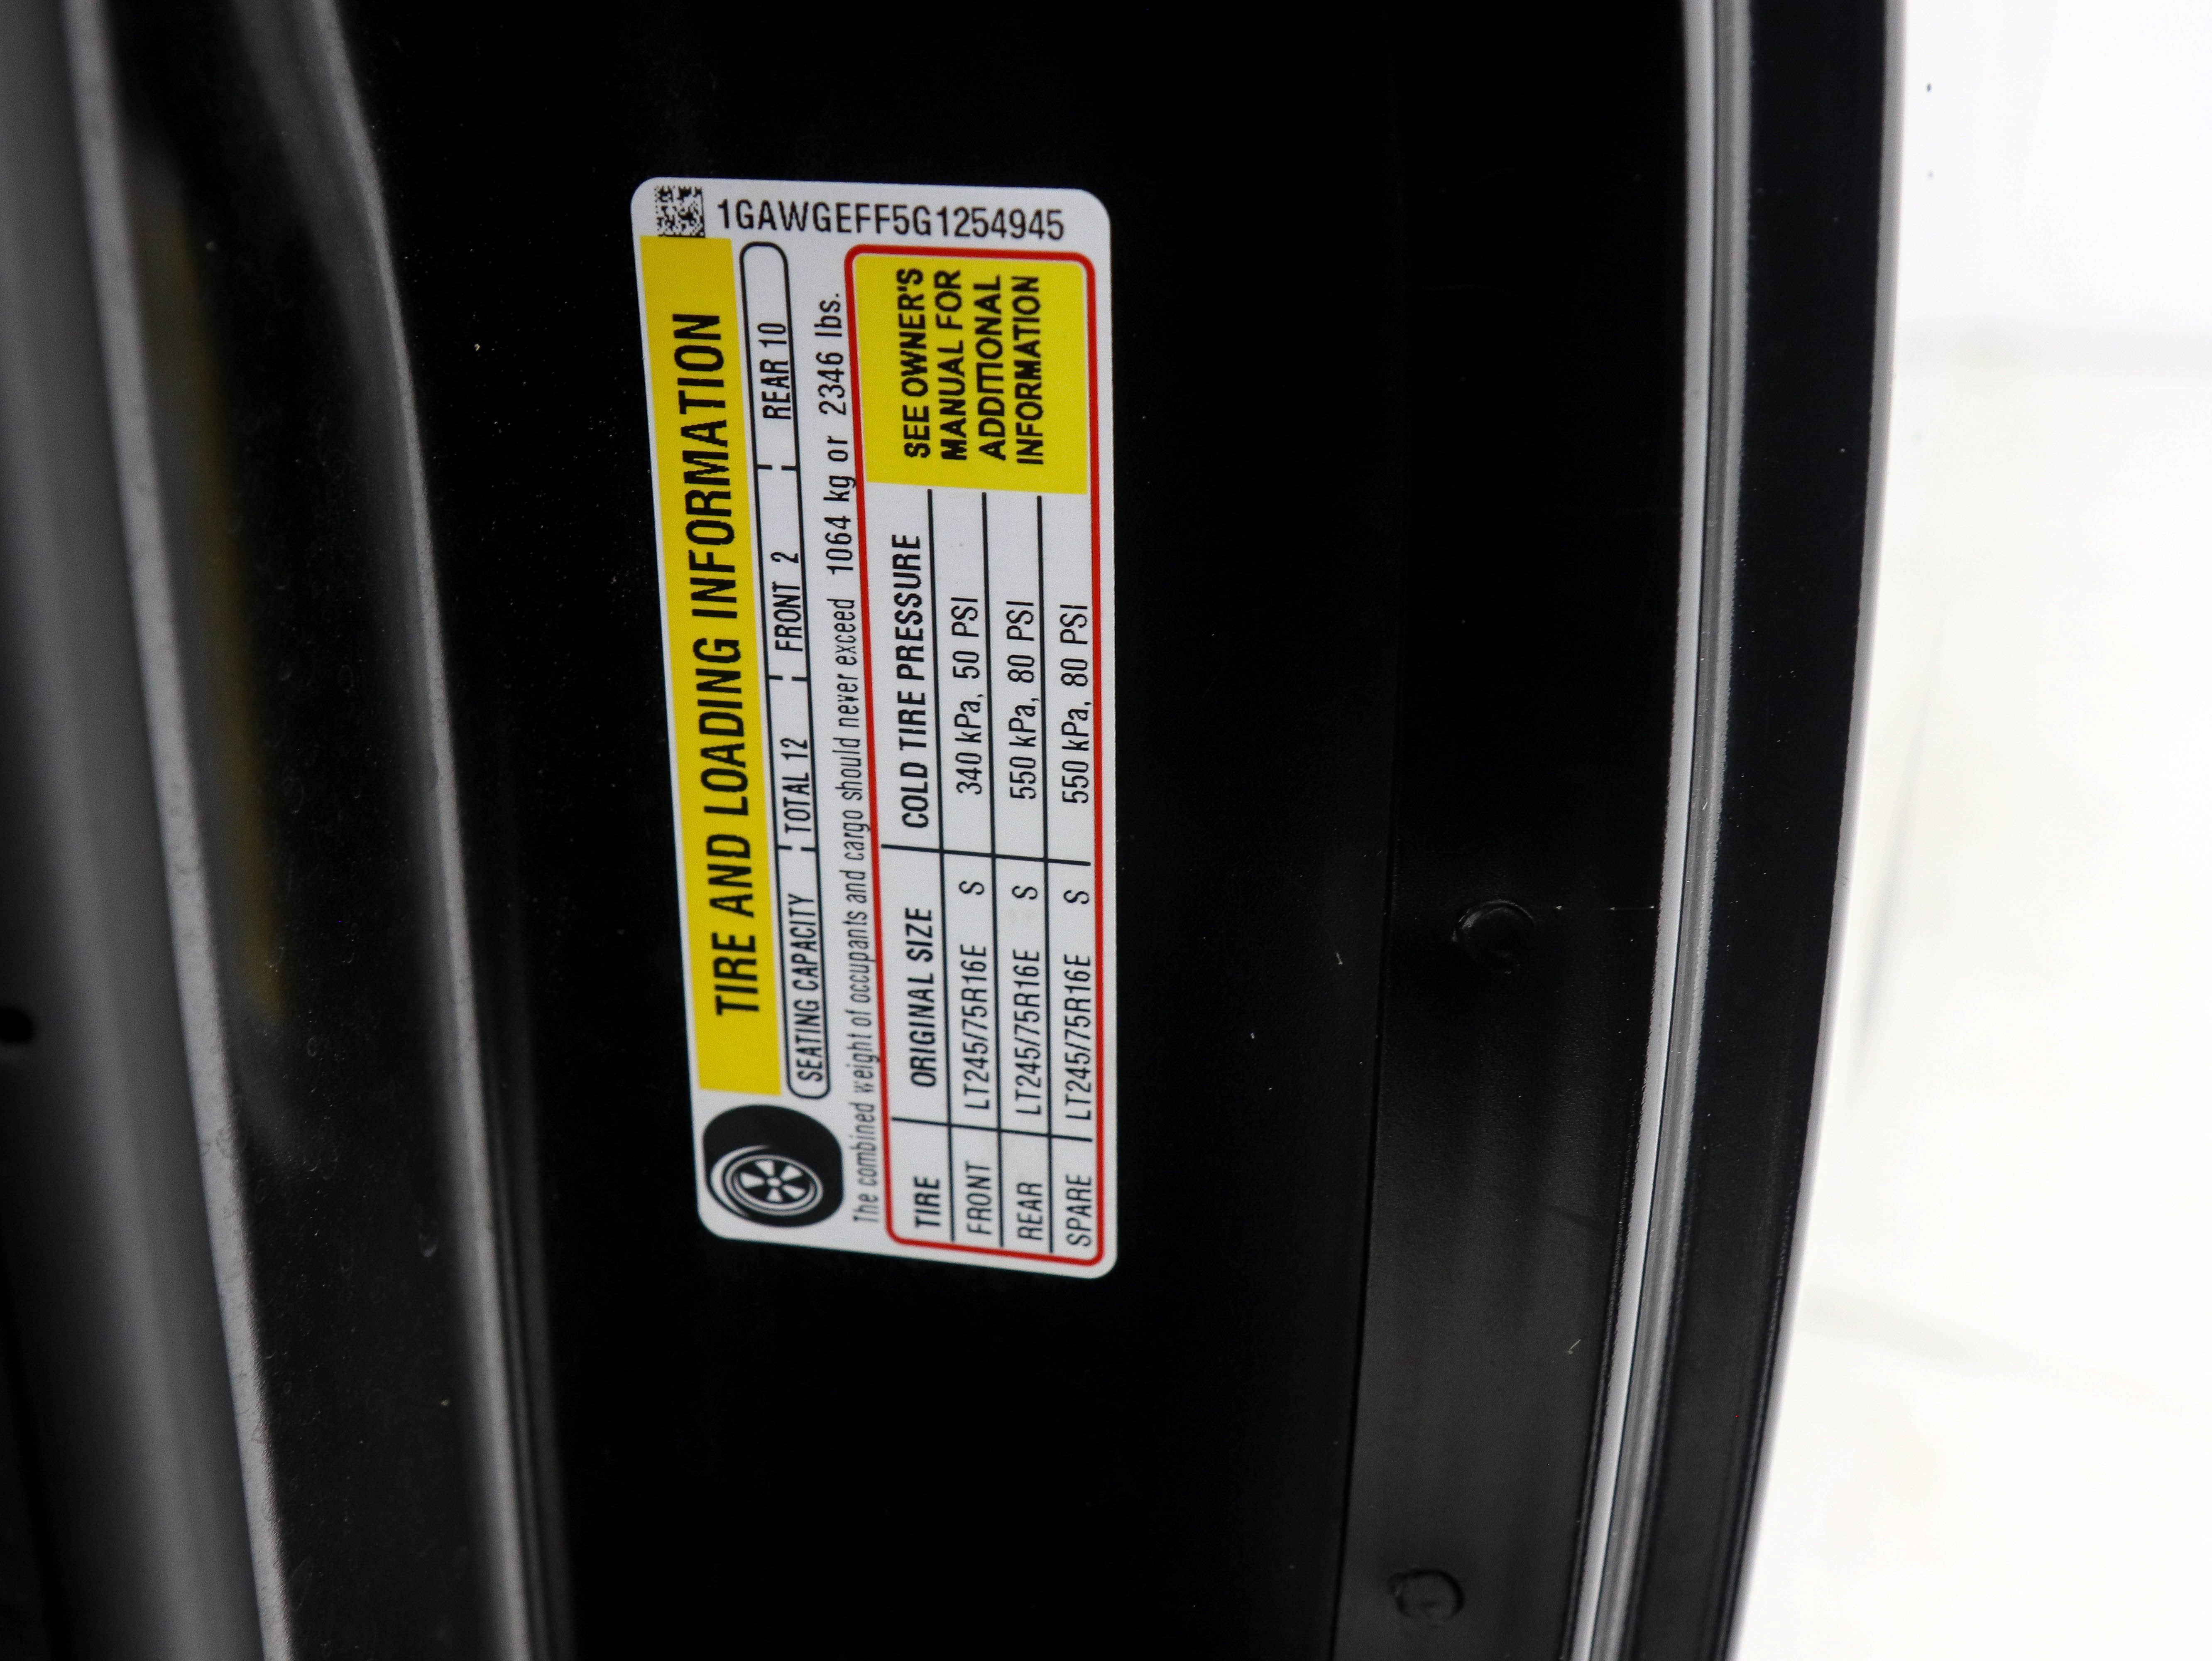 TIRE AND LOADING INFORMATION
SEATING CAPACITY TOTAL 12 FRONT 2 REAR 10
The combined weight of occupants and cargo should never exceed 1064 kg or 2346 lbs.
TIRE ORIGINAL SIZE COLD TIRE PRESSURE
FRONT LT245/75R16E S 340 kPa, 50 PSI
REAR LT245/75R16E S 550 kPa, 80 PSI
SPARE LT245/75R16E S 550 kPa, 80 PSI
SEE OWNER'S
MANUAL FOR
ADDITIONAL
INFORMATION
1GAWGEFF5G1254945